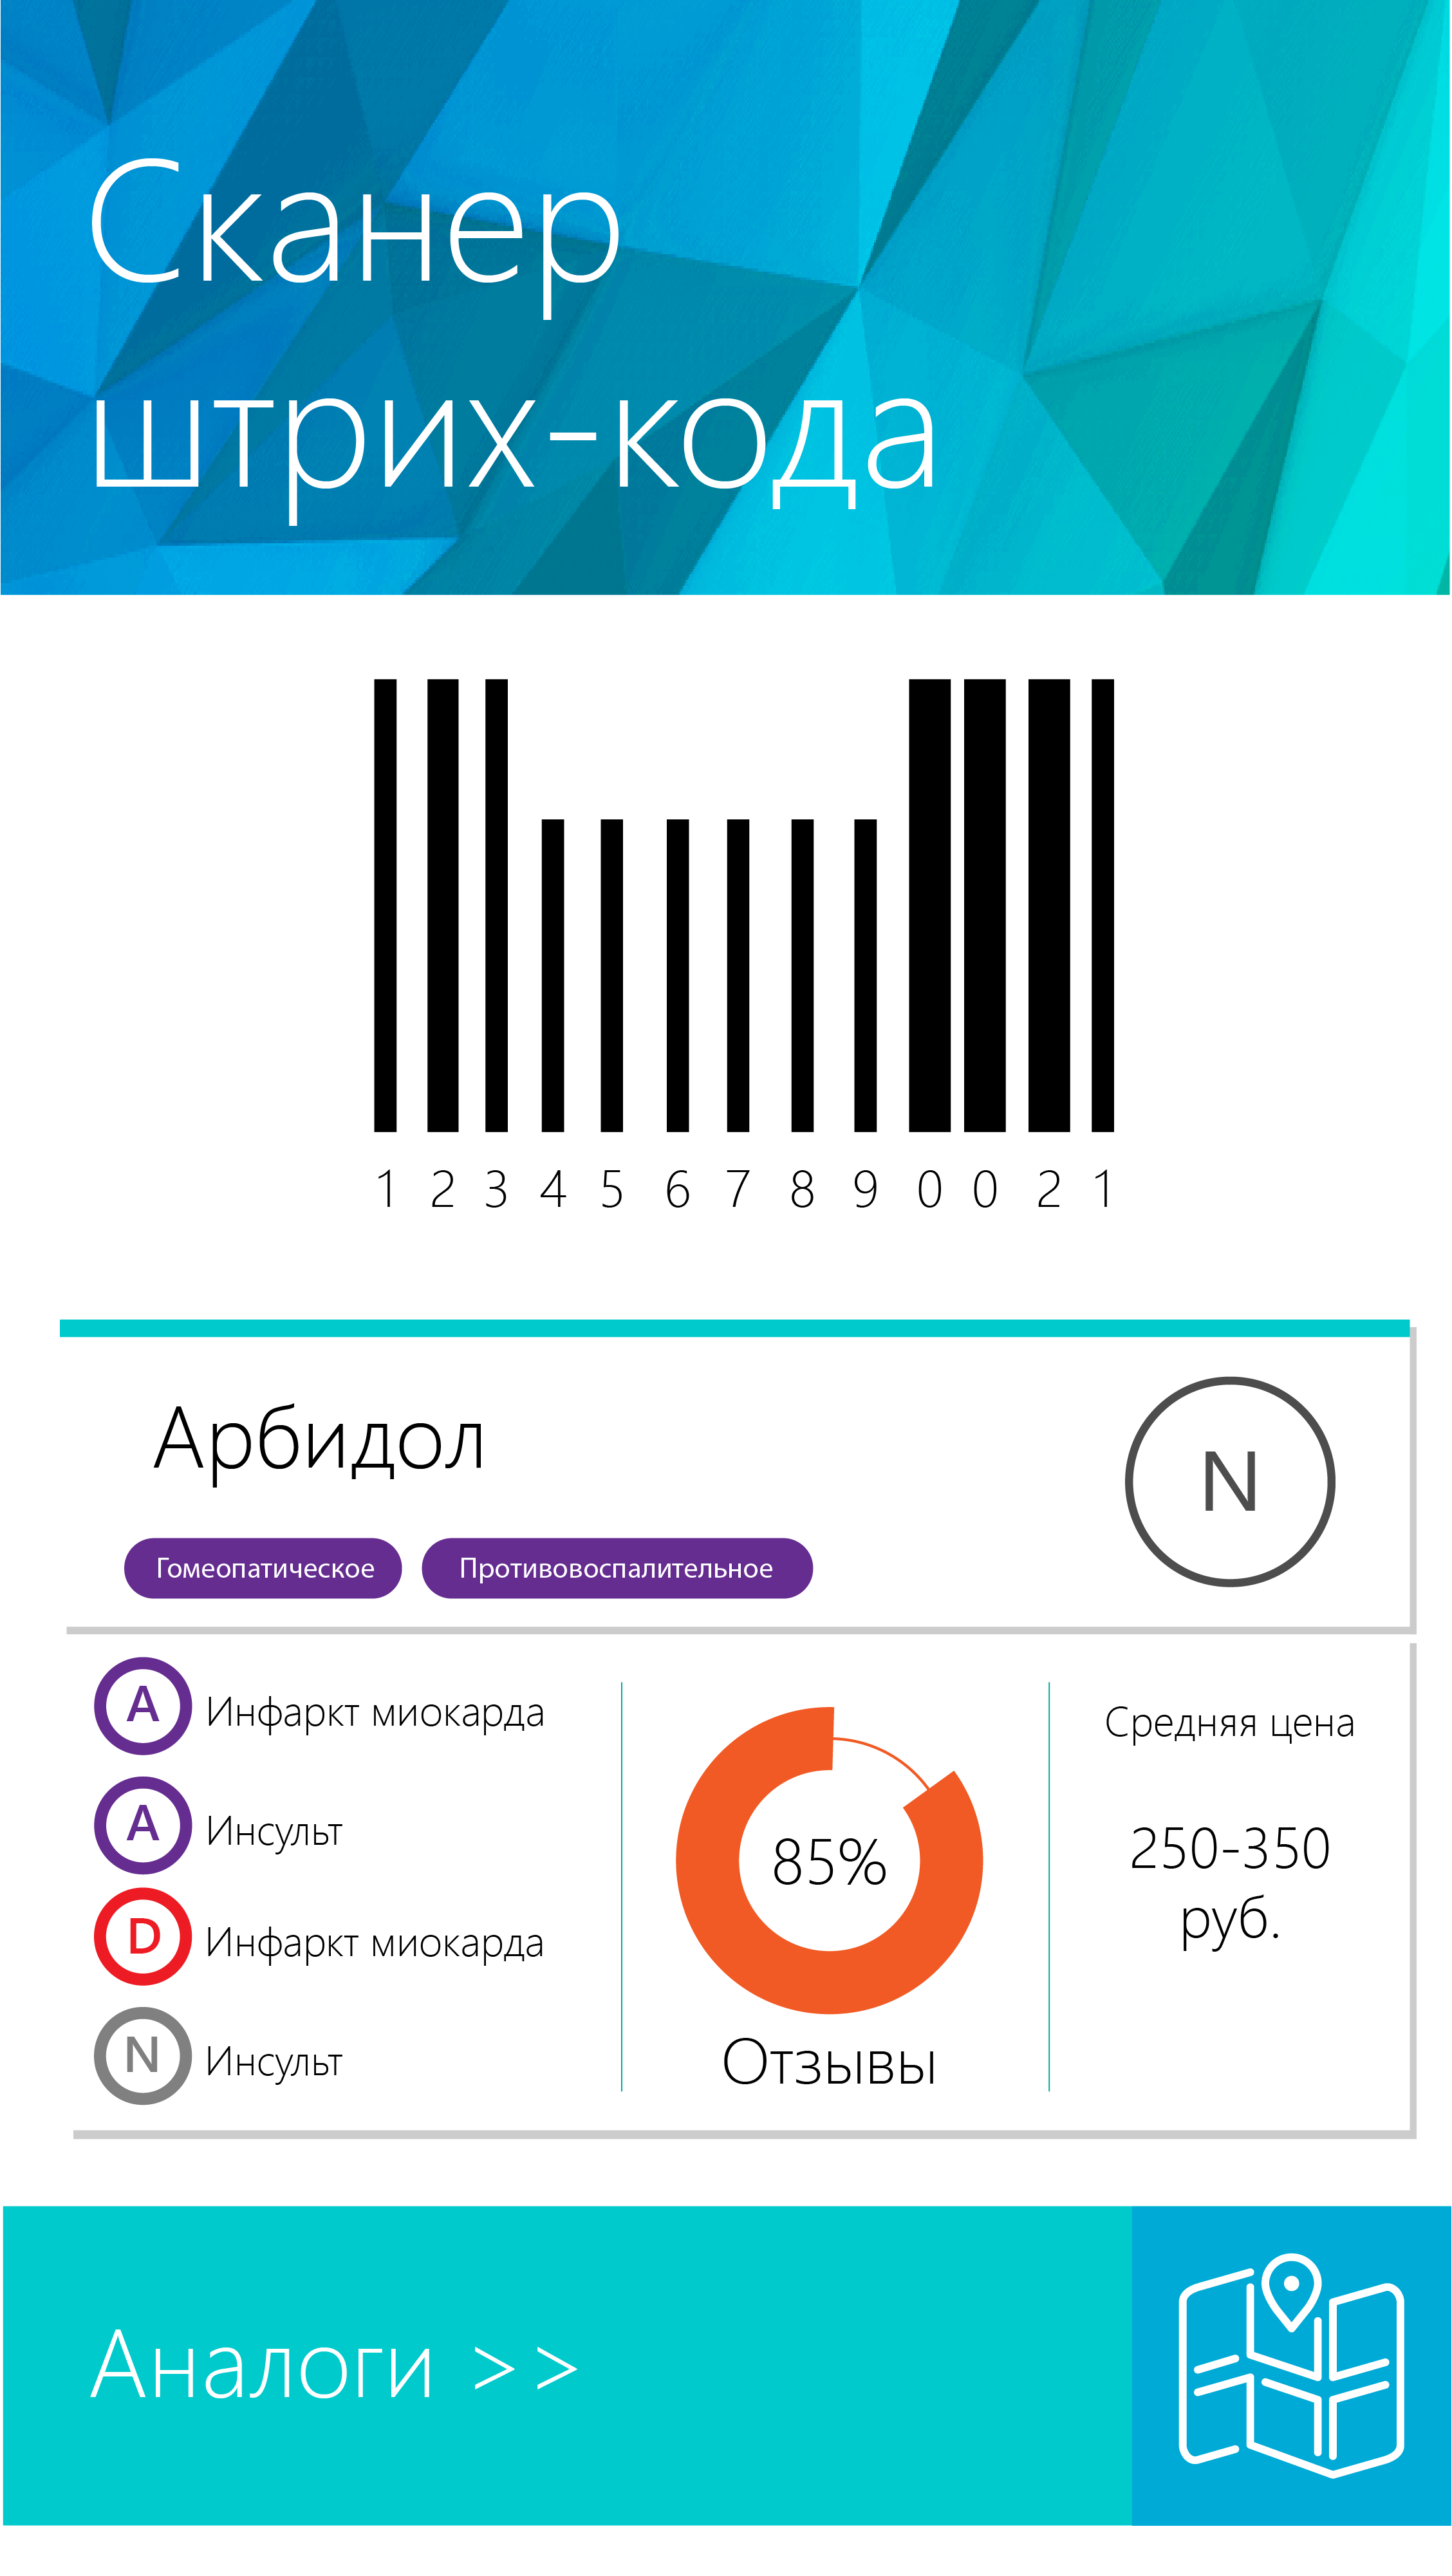 Сканер
штрих-кода
1 2 3 4 5 6 7 8 9 0 0 2 1
Арбидол
N
Гомеопатическое Противовоспалительное
A Инфаркт миокарда
A Инсульт
D Инфаркт миокарда
N Инсульт
85%
Отзывы
Средняя цена
250-350
руб.
Аналоги >>